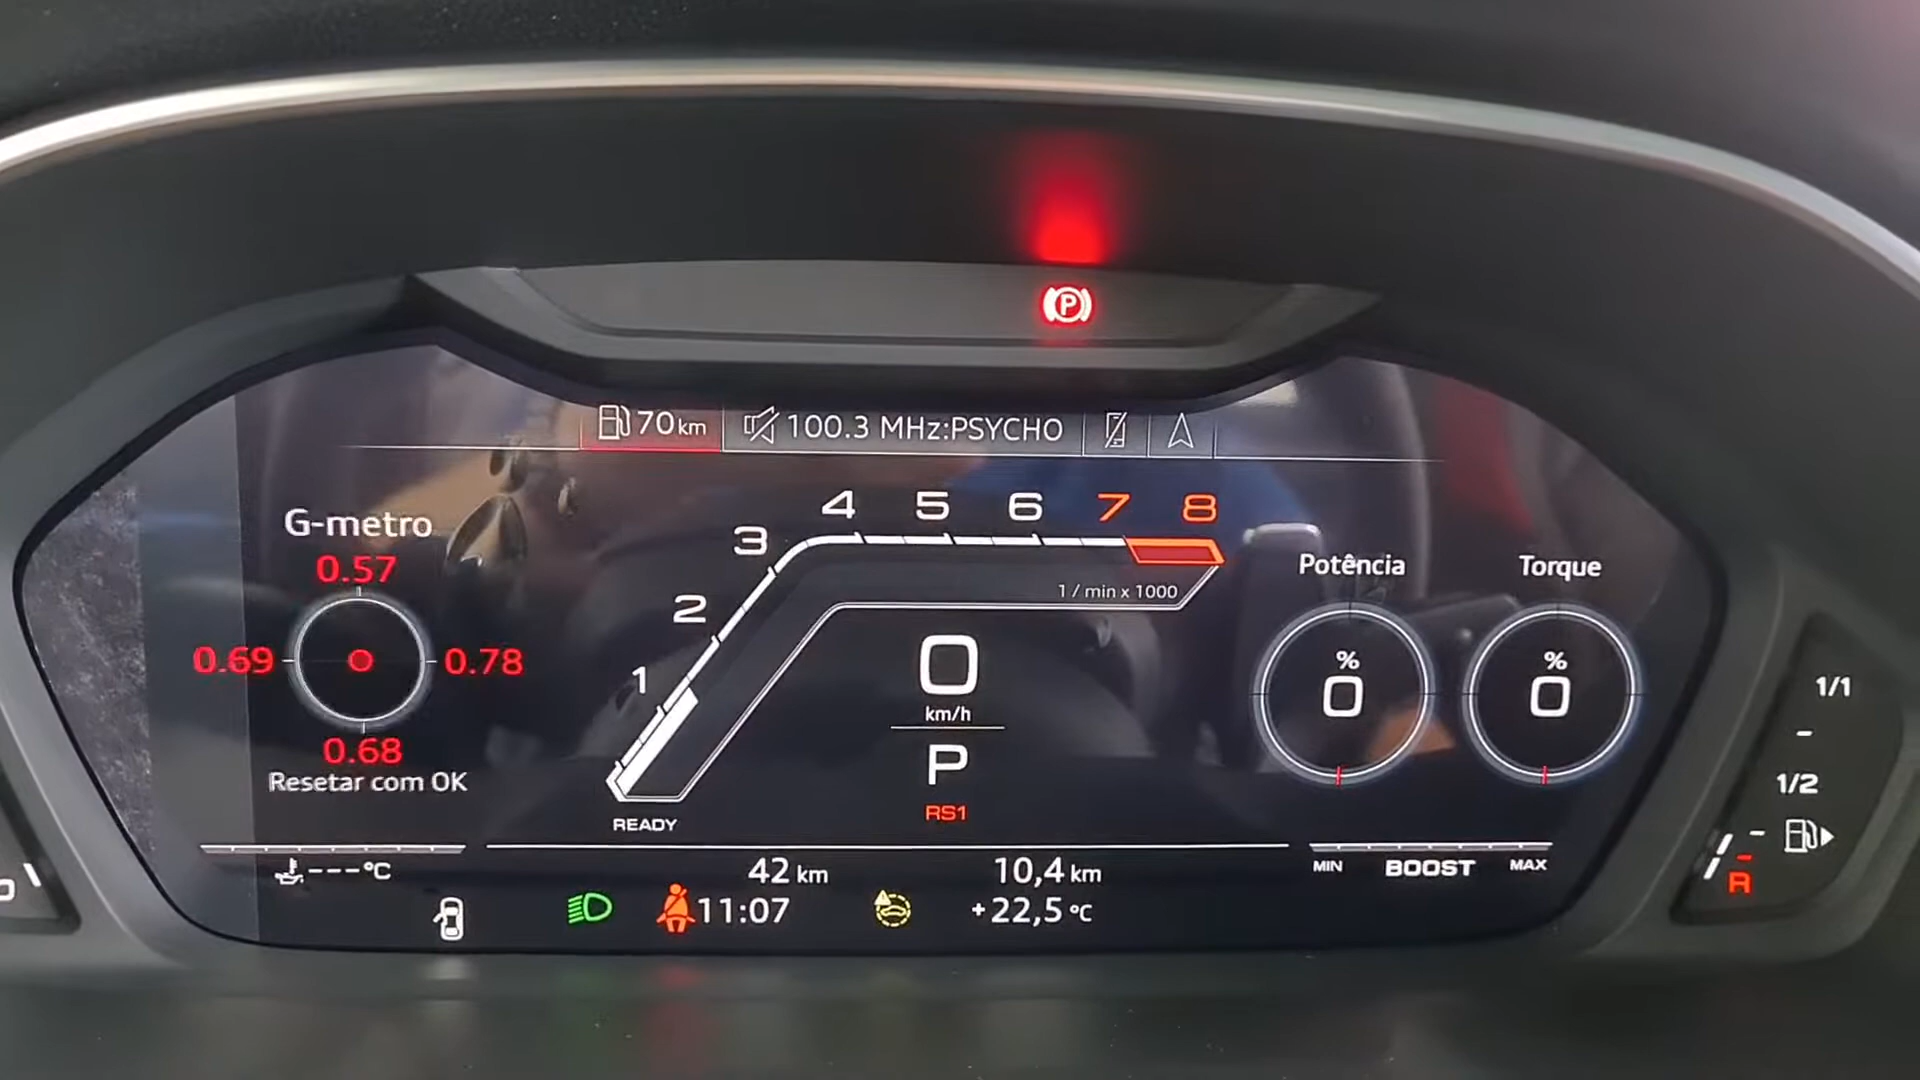 P
70 km
100.3 MHz:PSYCHO
G-metro
0.57
0.69
0.78
0.68
Resetar com OK
1
2
3
4
5
6
7
8
1 / min x 1000
READY
0
km/h
P
RS1
Potência
%
0
Torque
%
0
---°C
42 km
10,4 km
11:07
+22,5 °C
MIN BOOST MAX
1/1
1/2
R